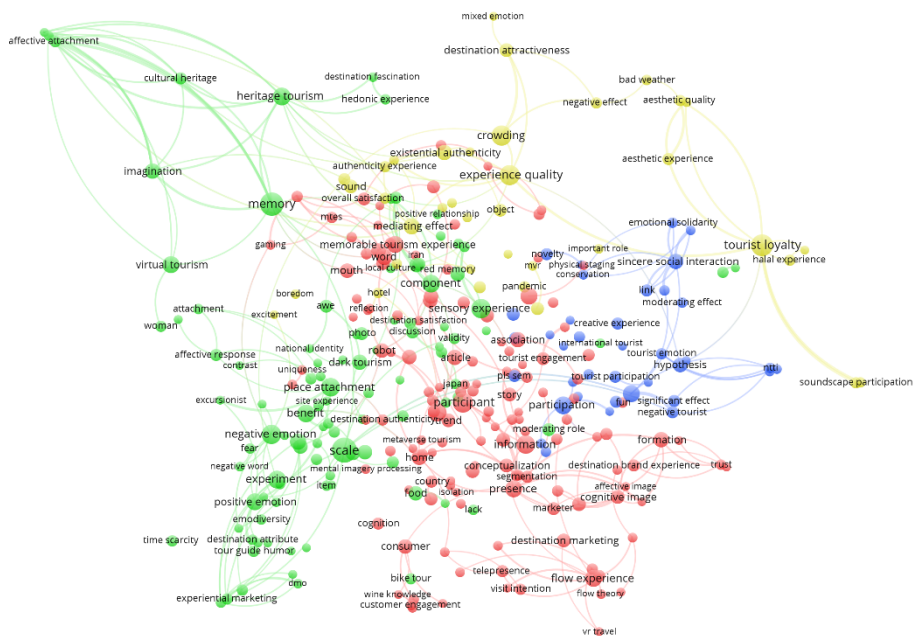 mixed emotion
affective attachment
destination attractiveness
cultural heritage
destination fascination
bad weather
heritage tourism
hedonic experience
negative effect
aesthetic quality
crowding
existential authenticity
authenticity experience
aesthetic experience
imagination
experience quality
sound
overall satisfaction
memory
positive relationship
object
mtes
mediating effect
emotional solidarity
gaming
memorable tourism experience
tourist loyalty
word
iran
novelty
important role
sincere social interaction
halal experience
virtual tourism
mouth
local culture
red memory
mvr
physical staging
conservation
component
pandemic
link
boredom
hotel
moderating effect
attachment
excitement
awe
reflection
sensory experience
woman
destination satisfaction
creative experience
photo
discussion
validity
association
international tourist
national identity
robot
tourist emotion
affective response
dark tourism
article
tourist engagement
hypothesis
contrast
uniqueness
japan
pls sem
tourist participation
ntti
soundscape participation
place attachment
story
fun
significant effect
excursionist
site experience
participant
participation
negative tourist
benefit
destination authenticity
trend
moderating role
negative emotion
metaverse tourism
information
formation
fear
scale
home
negative word
mental imagery processing
conceptualization
destination brand experience
trust
experiment
item
country
segmentation
presence
affective image
food
isolation
cognitive image
positive emotion
lack
marketer
emodiversity
cognition
time scarcity
destination attribute
consumer
destination marketing
tour guide humor
bike tour
telepresence
flow experience
dmo
wine knowledge
visit intention
flow theory
experiential marketing
customer engagement
vr travel